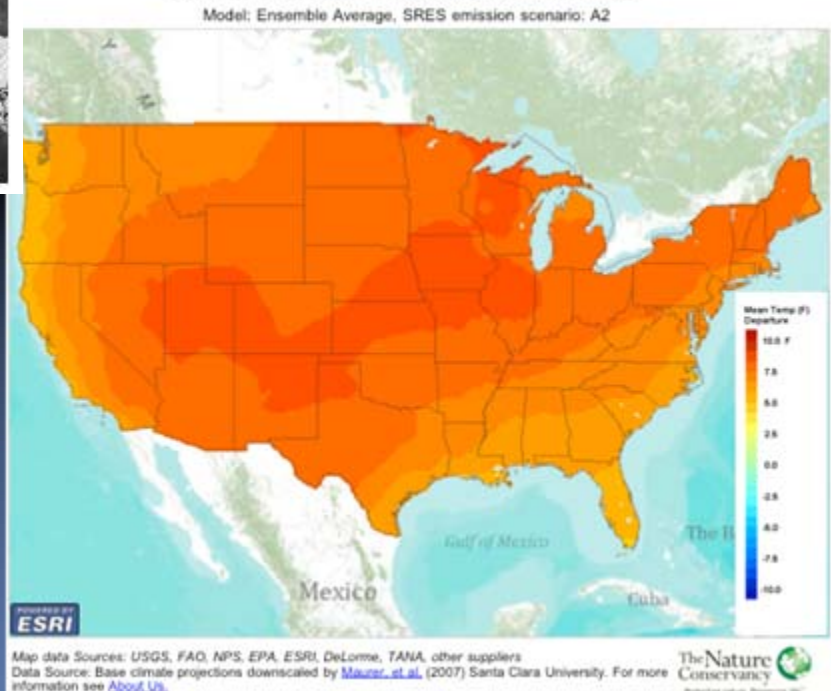 Model: Ensemble Average, SRES emission scenario: A2
Mean Temp (F)
Departure
10.0 F
7.5
5.0
2.5
0.0
-2.5
-5.0
-7.5
-10.0
Gulf of Mexico
The B
Mexico
Cuba
POWERED BY
ESRI
Map data Sources: USGS, FAO, NPS, EPA, ESRI, DeLorme, TANA, other suppliers
Data Source: Base climate projections downscaled by Maurer, et al. (2007) Santa Clara University. For more
information see About Us.
The Nature
Conservancy